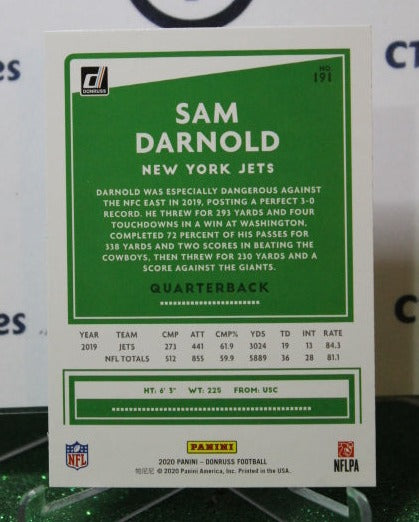 CT
es
DONRUSS
NO.
191
SAM
DARNOLD
NEW YORK JETS
DARNOLD WAS ESPECIALLY DANGEROUS AGAINST
THE NFC EAST IN 2019, POSTING A PERFECT 3-0
RECORD. HE THREW FOR 293 YARDS AND FOUR
TOUCHDOWNS IN A WIN AT WASHINGTON,
COMPLETED 72 PERCENT OF HIS PASSES FOR
338 YARDS AND TWO SCORES IN BEATING THE
COWBOYS, THEN THREW FOR 230 YARDS AND A
SCORE AGAINST THE GIANTS.
QUARTERBACK
YEAR TEAM CMP ATT CMP% YDS TD INT RATE
2019 JETS 273 441 61.9 3024 19 13 84.3
NFL TOTALS 512 855 59.9 5889 36 28 81.1
HT: 6' 3" WT: 225 FROM: USC
NFL
PANINI
NFLPA
2020 PANINI – DONRUSS FOOTBALL
帕尼尼 © 2020 Panini America, Inc. Printed in the USA.